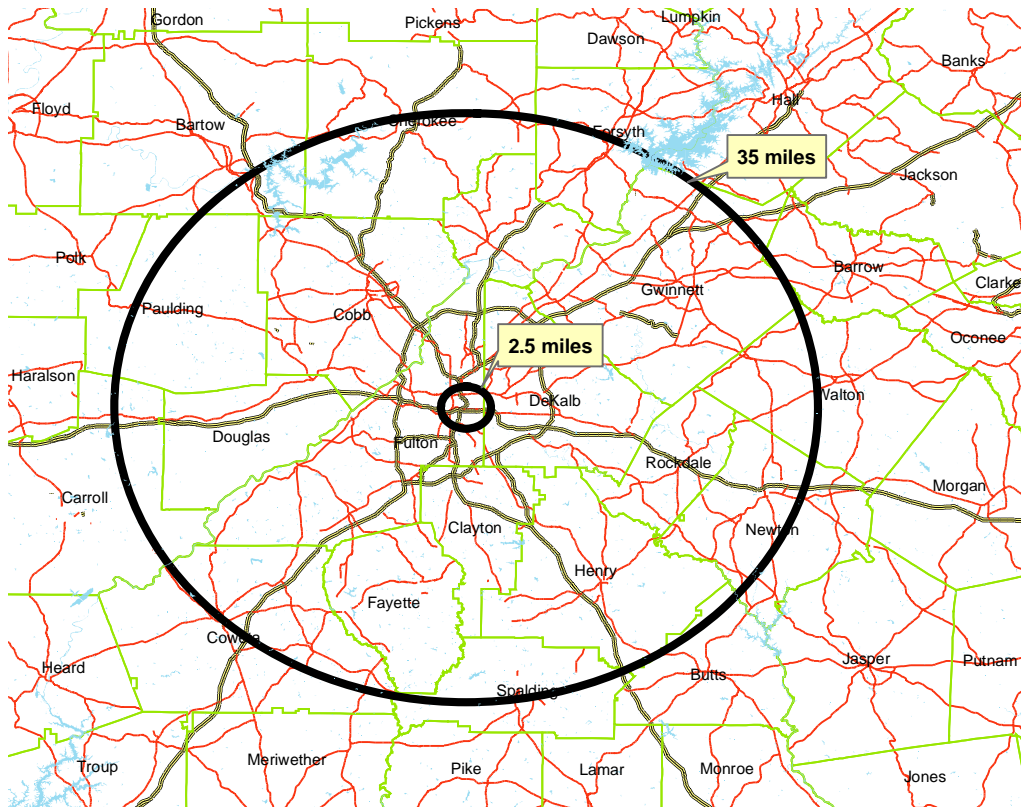 Gordon
Pickens
Lumpkin
Dawson
Banks
Floyd
Hall
Bartow
Cherokee
Forsyth
35 miles
Jackson
Polk
Barrow
Clarke
Paulding
Gwinnett
Cobb
Oconee
2.5 miles
Haralson
Walton
DeKalb
Douglas
Fulton
Rockdale
Morgan
Carroll
Clayton
Newton
Henry
Fayette
Coweta
Jasper
Putnam
Heard
Butts
Spalding
Meriwether
Troup
Pike
Lamar
Monroe
Jones